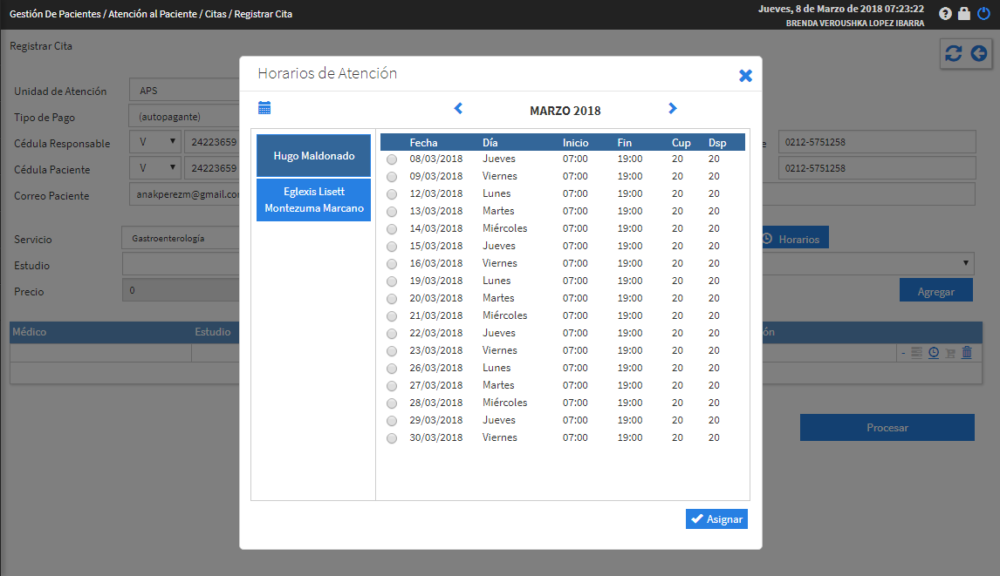 Gestión De Pacientes / Atención al Paciente / Citas / Registrar Cita
Jueves, 8 de Marzo de 2018 07:23:22
BRENDA VEROUSHKA LOPEZ IBARRA
Registrar Cita
Unidad de Atención APS
Tipo de Pago (autopagante)
Cédula Responsable V 24223659 e 0212-5751258
Cédula Paciente V 24223659 0212-5751258
Correo Paciente anakperezm@gmail.co
Servicio Gastroenterología Horarios
Estudio
Precio 0 Agregar
Médico Estudio ón
-
Procesar
Horarios de Atención
MARZO 2018
Hugo Maldonado
Eglexis Lisett
Montezuma Marcano
Fecha Día Inicio Fin Cup Dsp
08/03/2018 Jueves 07:00 19:00 20 20
09/03/2018 Viernes 07:00 19:00 20 20
12/03/2018 Lunes 07:00 19:00 20 20
13/03/2018 Martes 07:00 19:00 20 20
14/03/2018 Miércoles 07:00 19:00 20 20
15/03/2018 Jueves 07:00 19:00 20 20
16/03/2018 Viernes 07:00 19:00 20 20
19/03/2018 Lunes 07:00 19:00 20 20
20/03/2018 Martes 07:00 19:00 20 20
21/03/2018 Miércoles 07:00 19:00 20 20
22/03/2018 Jueves 07:00 19:00 20 20
23/03/2018 Viernes 07:00 19:00 20 20
26/03/2018 Lunes 07:00 19:00 20 20
27/03/2018 Martes 07:00 19:00 20 20
28/03/2018 Miércoles 07:00 19:00 20 20
29/03/2018 Jueves 07:00 19:00 20 20
30/03/2018 Viernes 07:00 19:00 20 20
Asignar